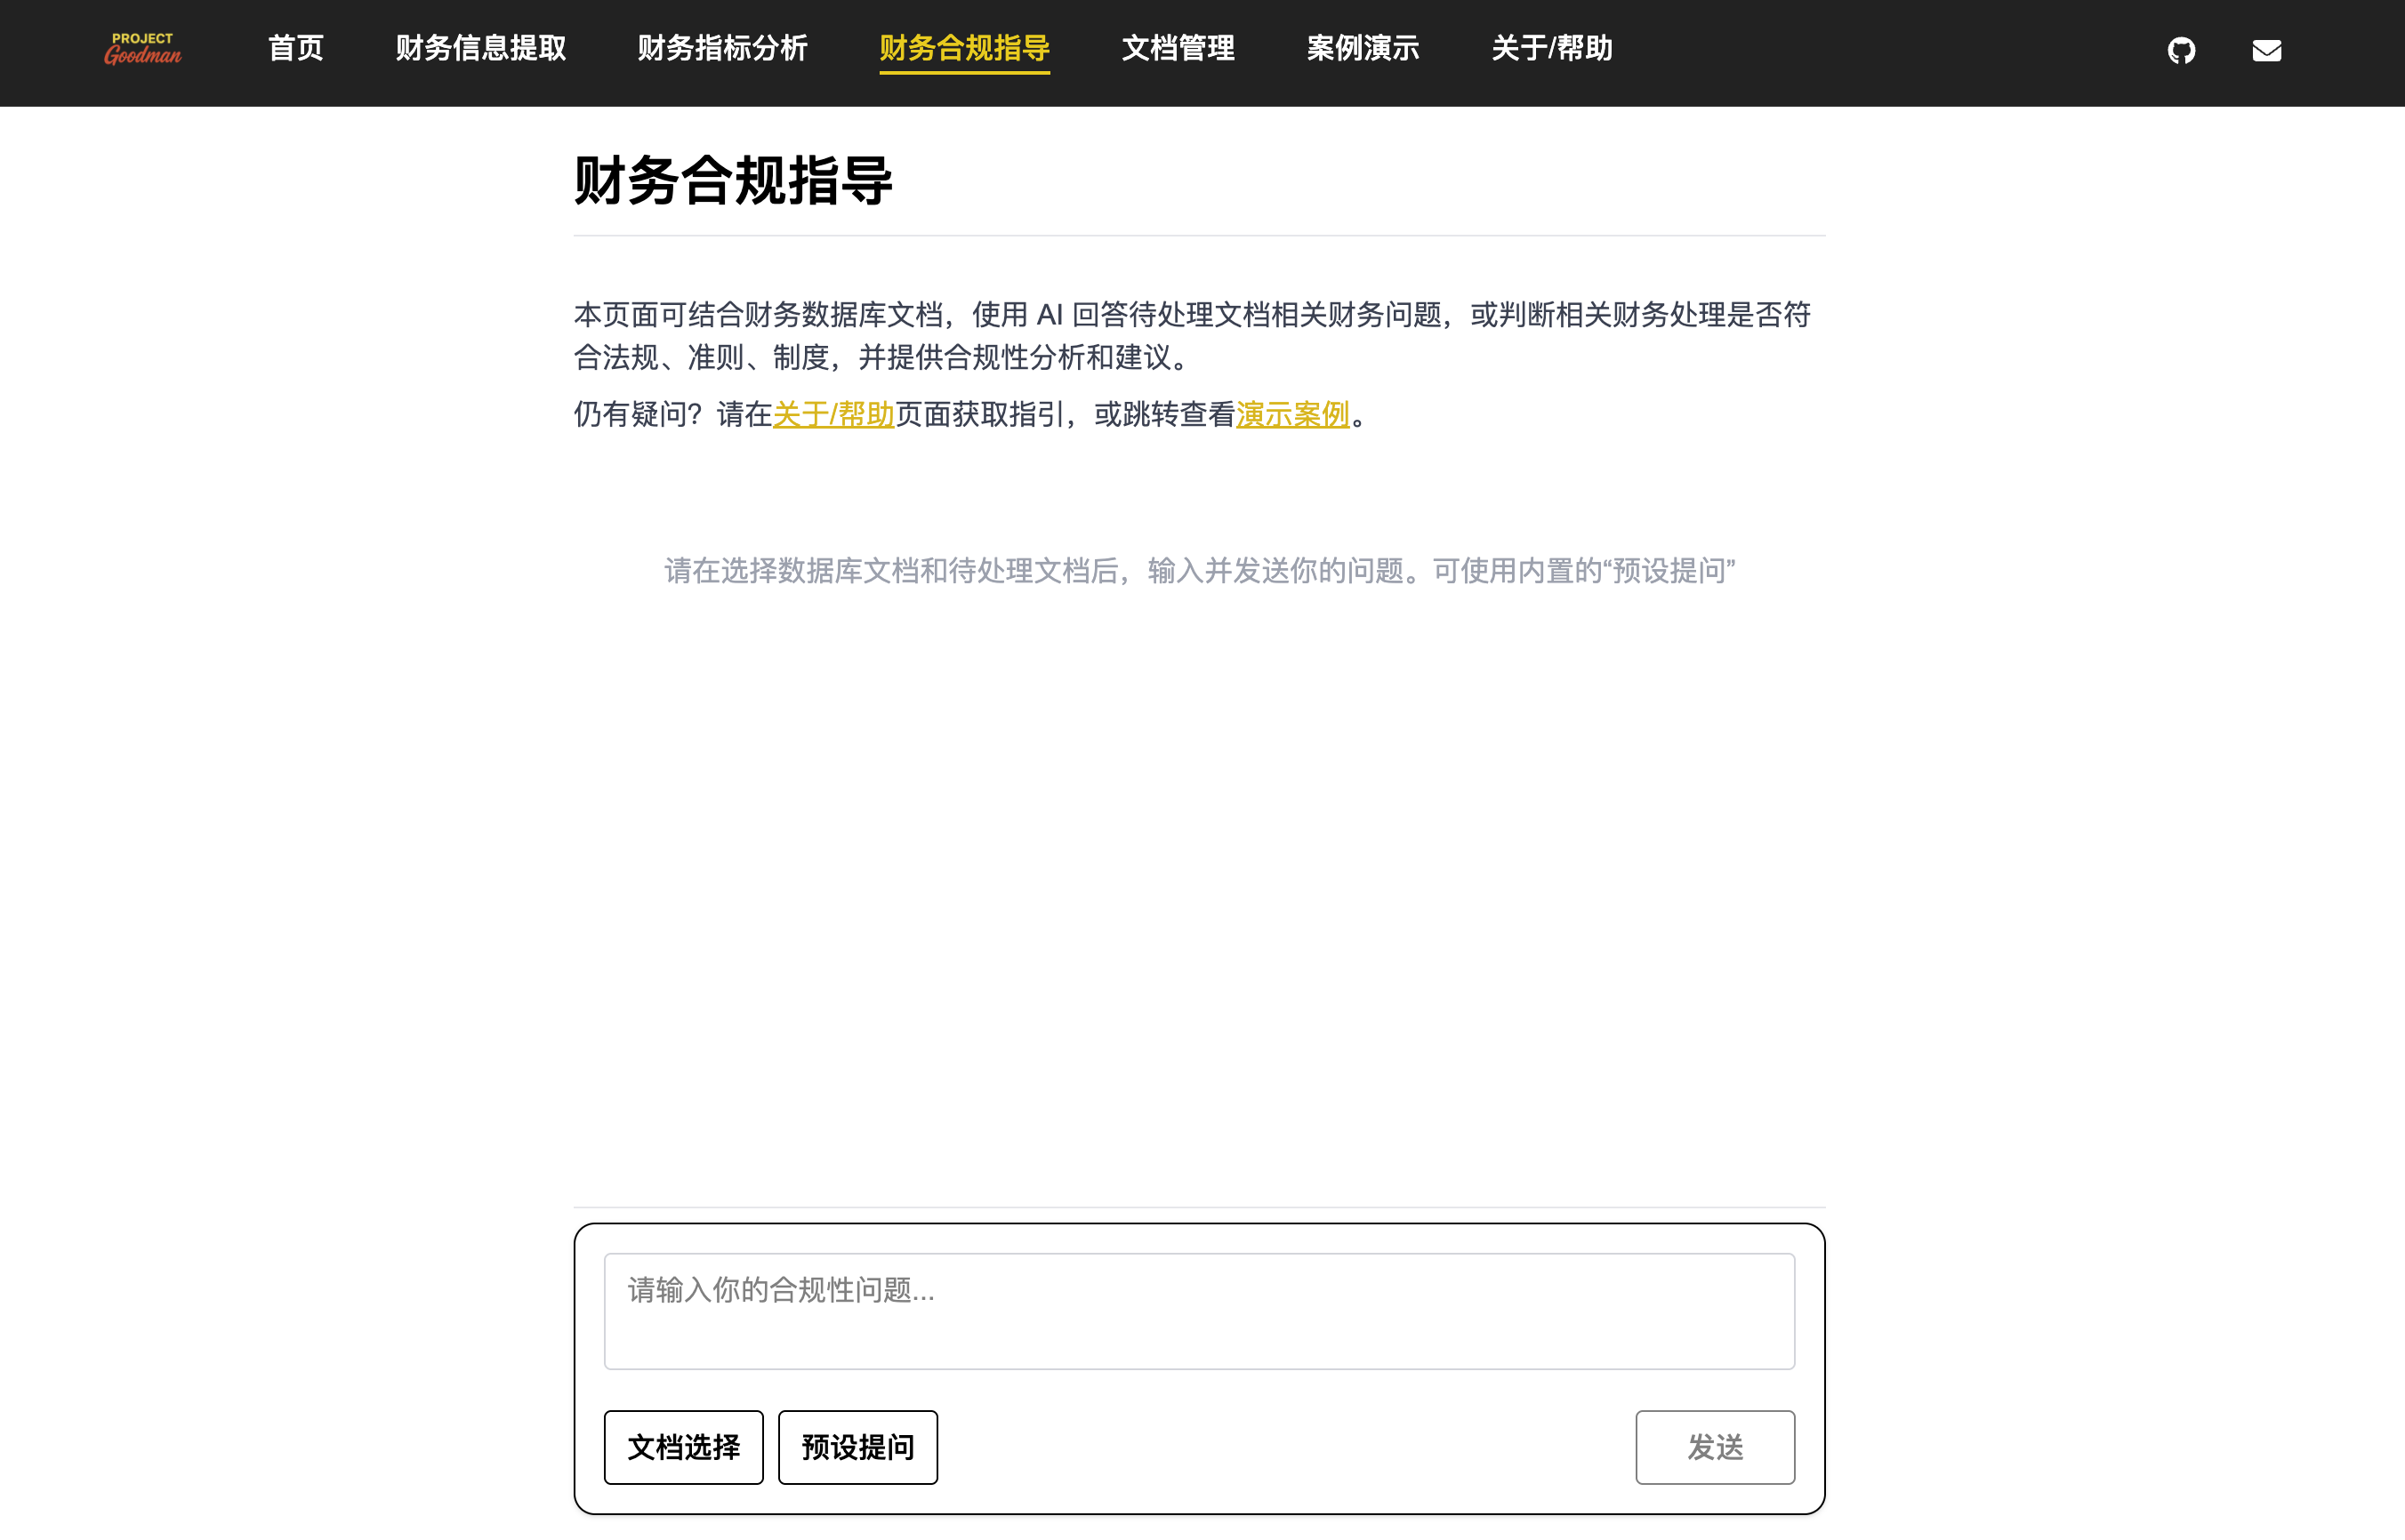 PROJECT
Goodman
首页 财务信息提取 财务指标分析 财务合规指导 文档管理 案例演示 关于/帮助
财务合规指导
本页面可结合财务数据库文档，使用 AI 回答待处理文档相关财务问题，或判断相关财务处理是否符
合法规、准则、制度，并提供合规性分析和建议。
仍有疑问？请在关于/帮助页面获取指引，或跳转查看演示案例。
请在选择数据库文档和待处理文档后，输入并发送你的问题。可使用内置的“预设提问”
请输入你的合规性问题...
文档选择 预设提问 发送